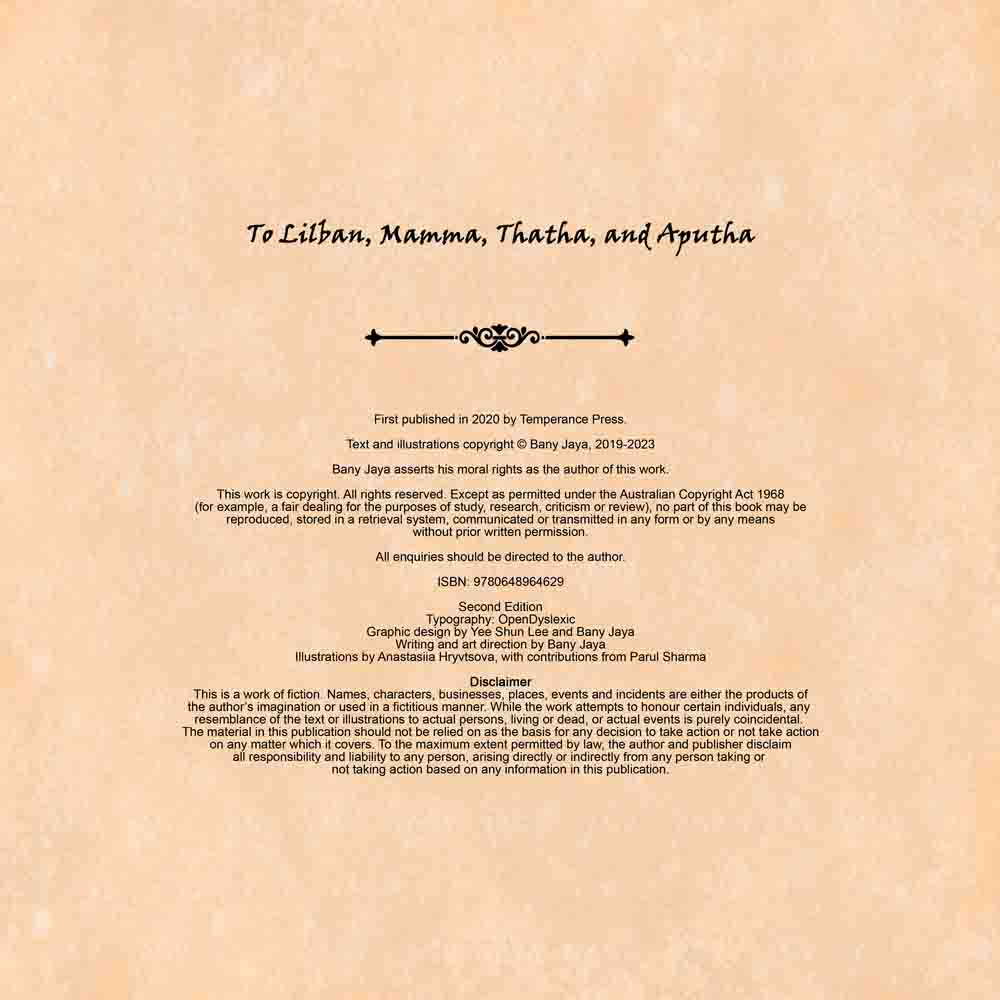 To Lilban, Mamma, Thatha, and Aputha
First published in 2020 by Temperance Press.
Text and illustrations copyright © Bany Jaya, 2019-2023
Bany Jaya asserts his moral rights as the author of this work.
This work is copyright. All rights reserved. Except as permitted under the Australian Copyright Act 1968
(for example, a fair dealing for the purposes of study, research, criticism or review), no part of this book may be
reproduced, stored in a retrieval system, communicated or transmitted in any form or by any means
without prior written permission.
All enquiries should be directed to the author.
ISBN: 9780648964629
Second Edition
Typography: OpenDyslexic
Graphic design by Yee Shun Lee and Bany Jaya
Writing and art direction by Bany Jaya
Illustrations by Anastasiia Hryvtsova, with contributions from Parul Sharma
Disclaimer
This is a work of fiction. Names, characters, businesses, places, events and incidents are either the products of
the author's imagination or used in a fictitious manner. While the work attempts to honour certain individuals, any
resemblance of the text or illustrations to actual persons, living or dead, or actual events is purely coincidental.
The material in this publication should not be relied on as the basis for any decision to take action or not take action
on any matter which it covers. To the maximum extent permitted by law, the author and publisher disclaim
all responsibility and liability to any person, arising directly or indirectly from any person taking or
not taking action based on any information in this publication.